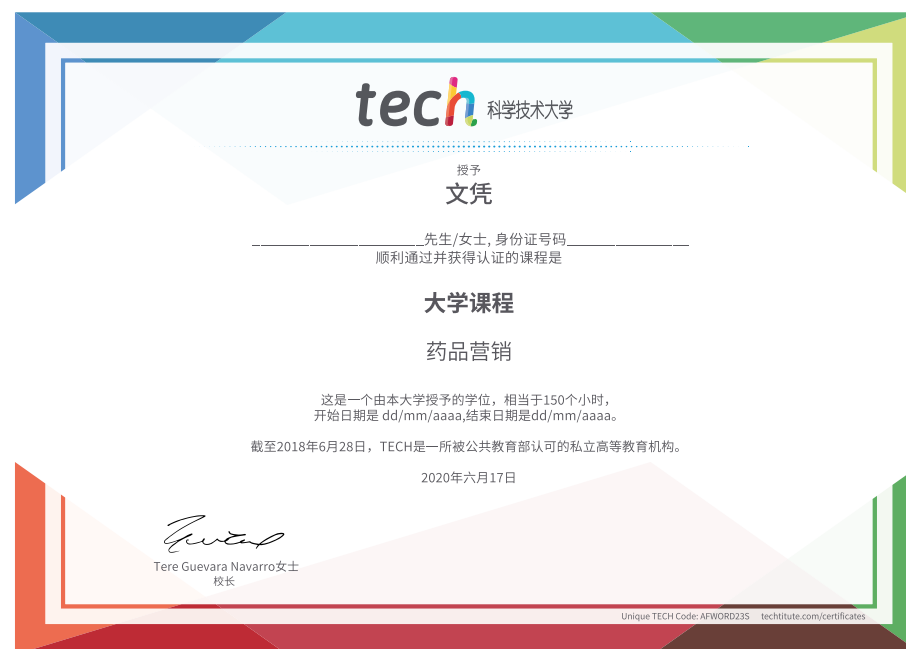 tech 科学技术大学
授予
文凭
_______________________先生/女士, 身份证号码________________
顺利通过并获得认证的课程是
大学课程
药品营销
这是一个由本大学授予的学位，相当于150个小时，
开始日期是 dd/mm/aaaa,结束日期是dd/mm/aaaa。
截至2018年6月28日，TECH是一所被公共教育部认可的私立高等教育机构。
2020年六月17日
Tere Guevara Navarro女士
校长
Unique TECH Code: AFWORD23S techtitute.com/certificates